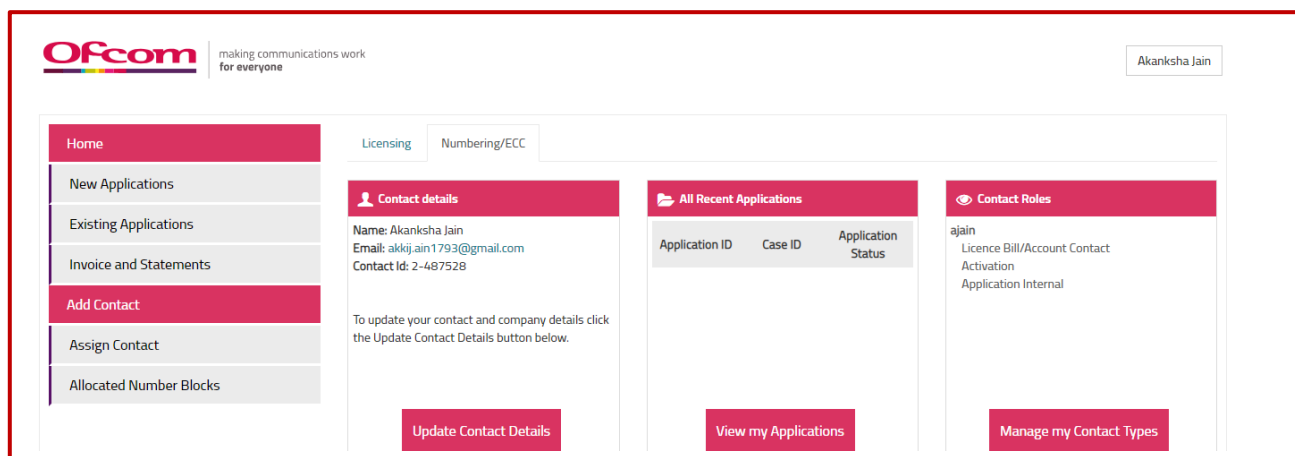 Ofcom
making communications work
for everyone
Akanksha Jain
Home
New Applications
Existing Applications
Invoice and Statements
Add Contact
Assign Contact
Allocated Number Blocks
Licensing
Numbering/ECC
Contact details
Name: Akanksha Jain
Email: akkij.ain1793@gmail.com
Contact Id: 2-487528
To update your contact and company details click
the Update Contact Details button below.
Update Contact Details
All Recent Applications
Application ID
Case ID
Application
Status
View my Applications
Contact Roles
ajain
Licence Bill/Account Contact
Activation
Application Internal
Manage my Contact Types